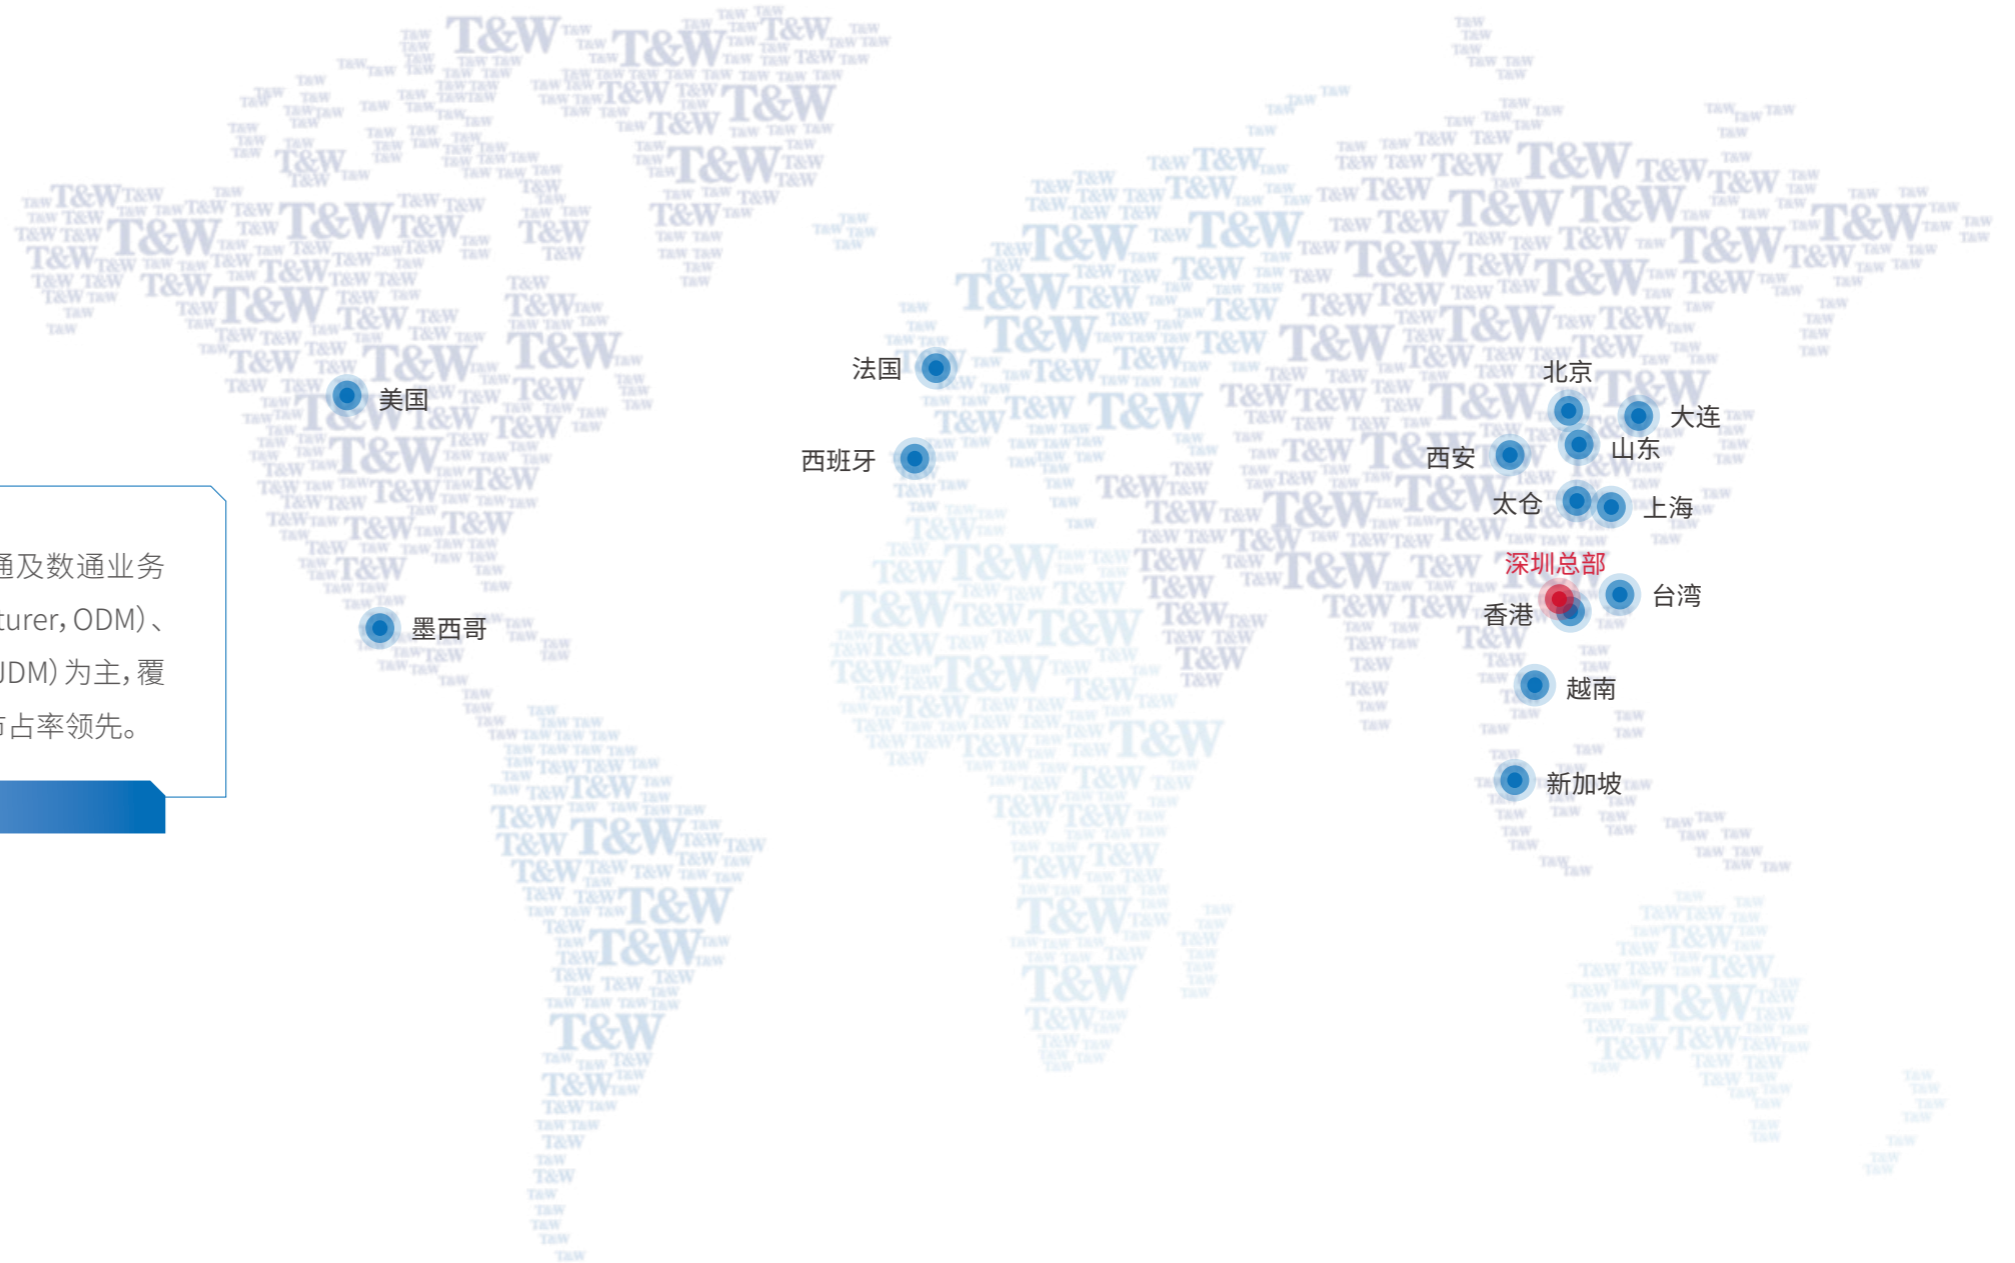 通及数通业务
turer，ODM）、
JDM）为主，覆
市占率领先。
T&W
法国
北京
美国
大连
山东
西班牙
西安
太仓
上海
深圳总部
台湾
香港
墨西哥
越南
新加坡